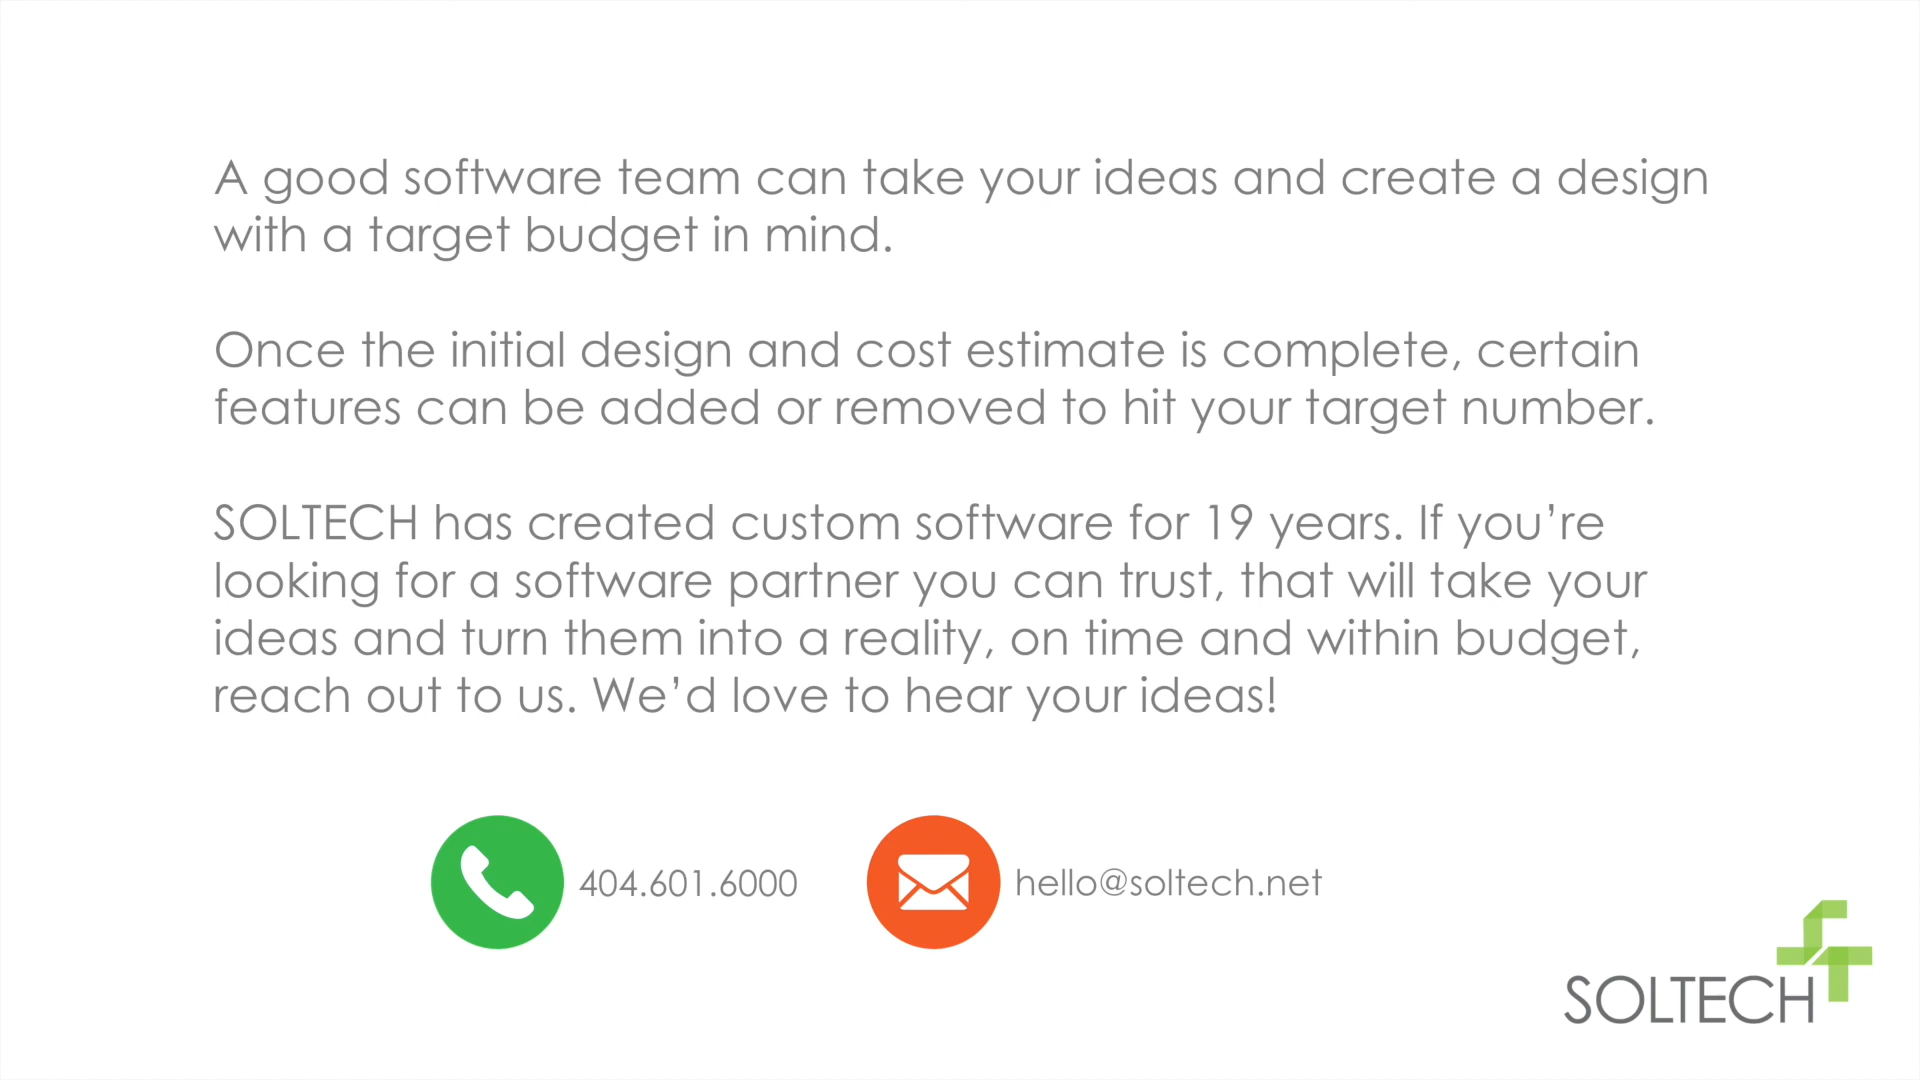 A good software team can take your ideas and create a design
with a target budget in mind.
Once the initial design and cost estimate is complete, certain
features can be added or removed to hit your target number.
SOLTECH has created custom software for 19 years. If you’re
looking for a software partner you can trust, that will take your
ideas and turn them into a reality, on time and within budget,
reach out to us. We’d love to hear your ideas!
404.601.6000
hello@soltech.net
SOLTECH